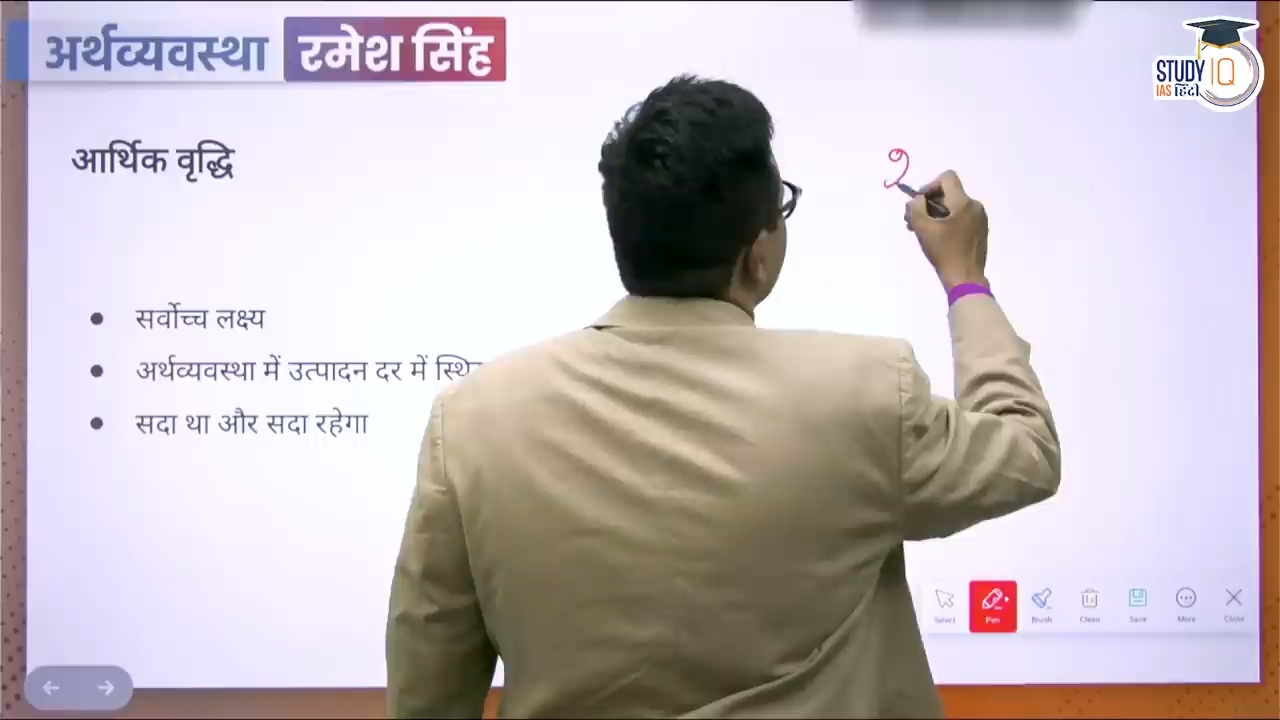 अर्थव्यवस्था रमेश सिंह
STUDY IQ
IAS हिंदी
आर्थिक वृद्धि
2
• सर्वोच्च लक्ष्य
• अर्थव्यवस्था में उत्पादन दर में
• सदा था और सदा रहेगा
Select Pen Brush Clean Save More Close